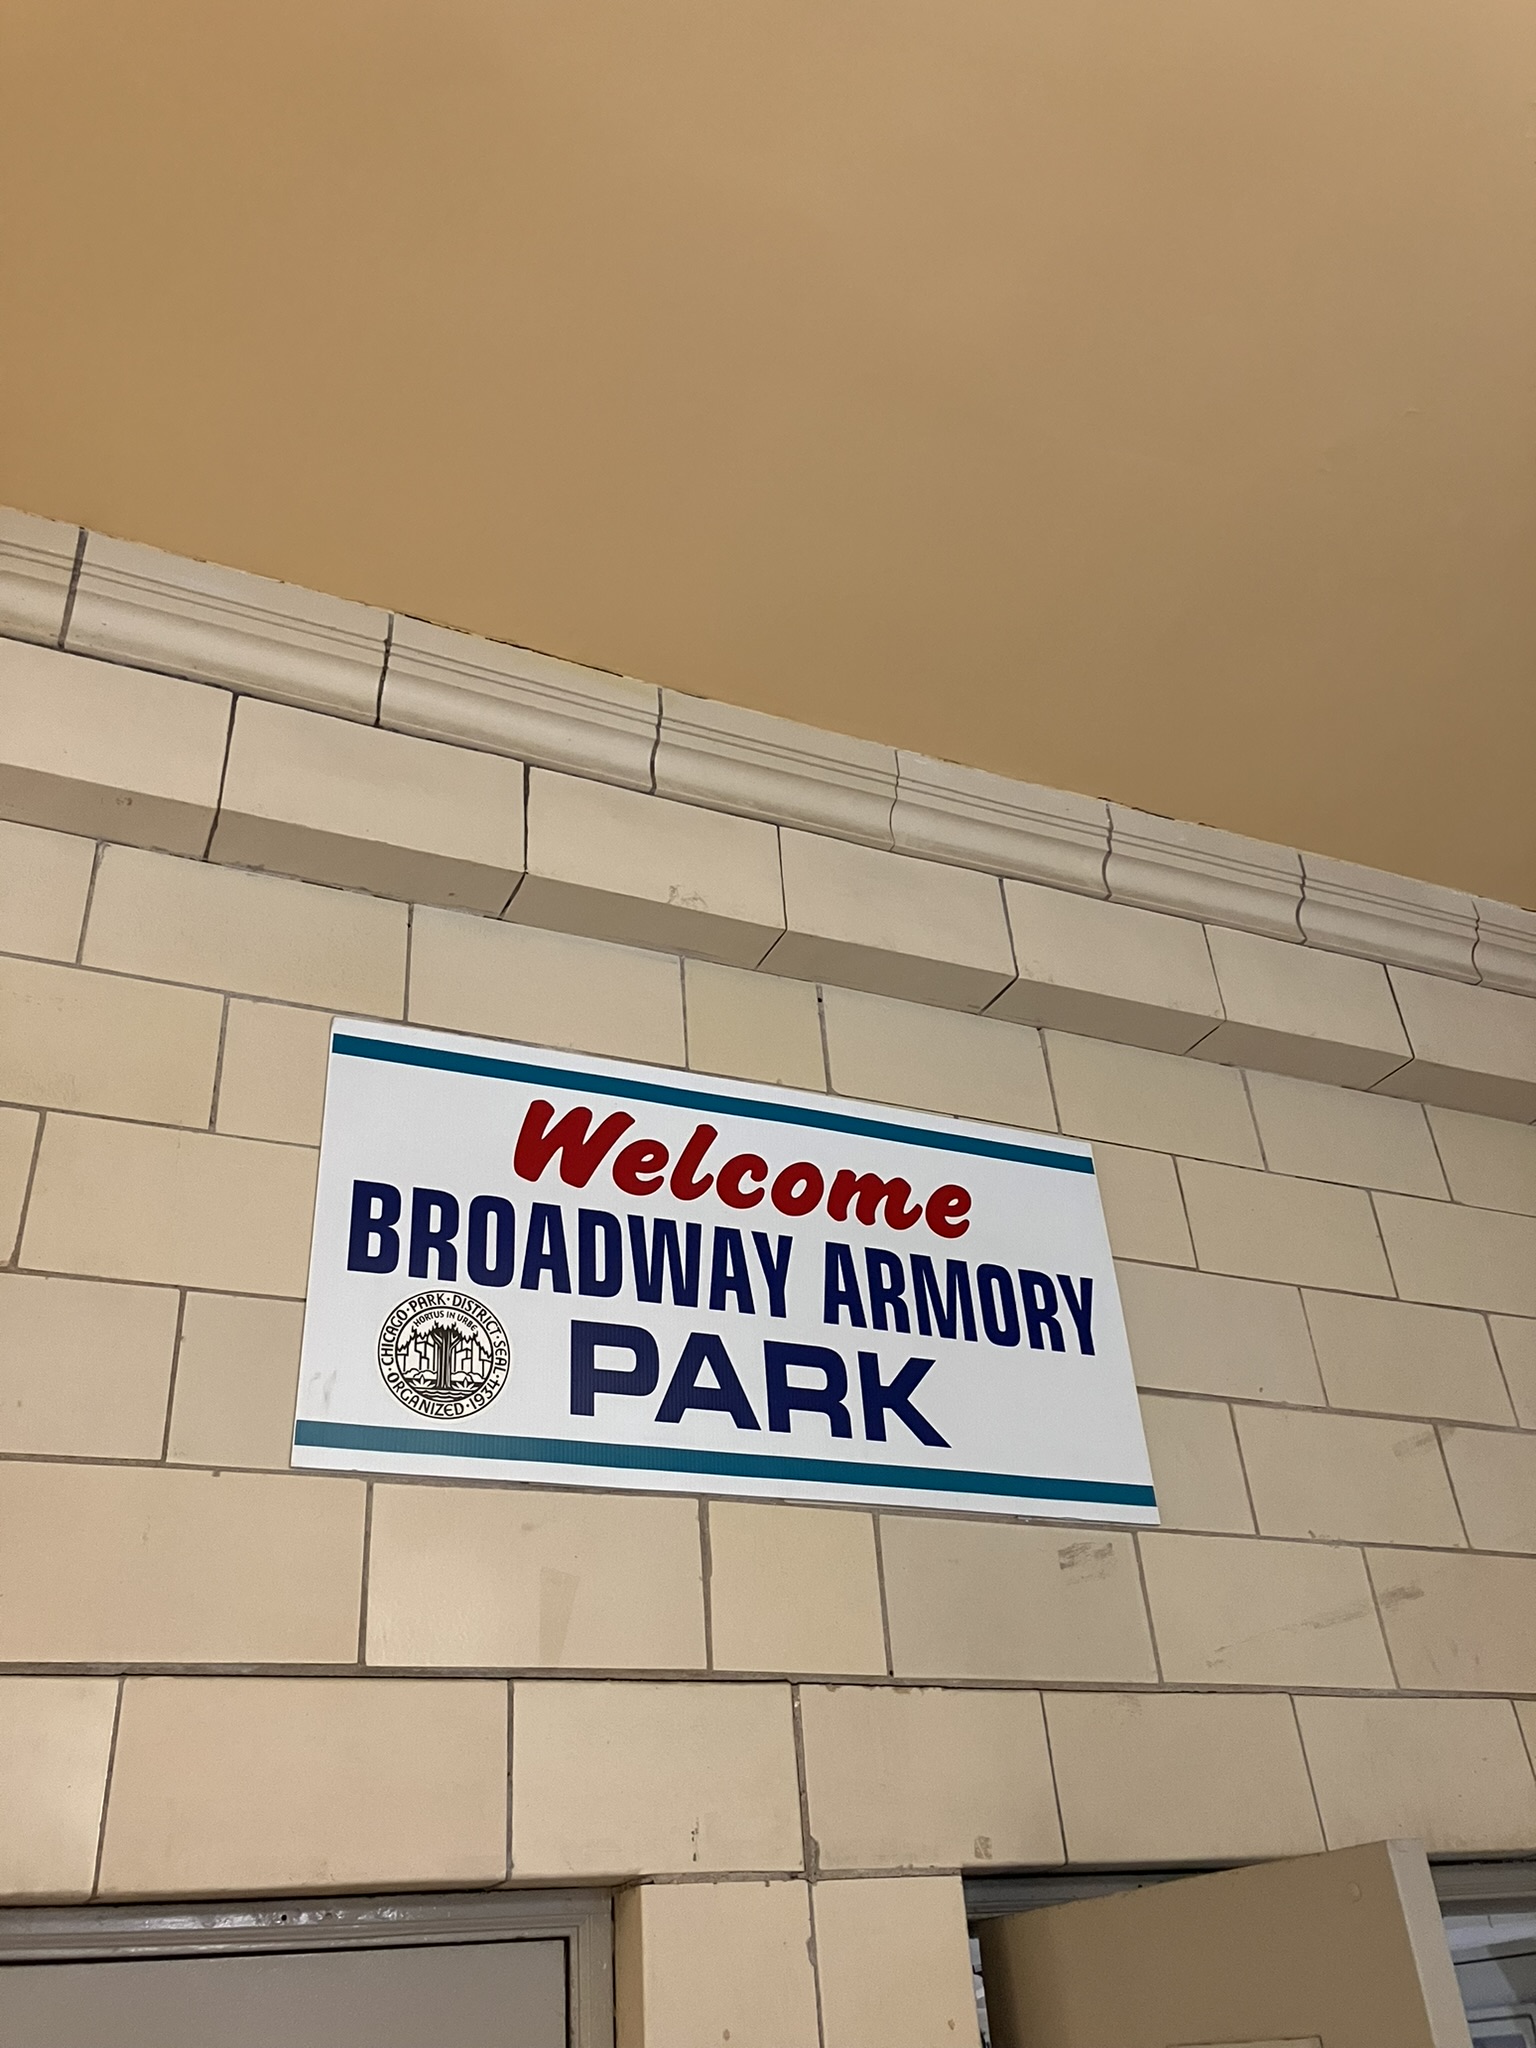 Welcome
BROADWAY ARMORY
PARK
CHICAGO·PARK·DISTRICT·SEAL
HORTUS IN URBE
·ORGANIZED·1934·